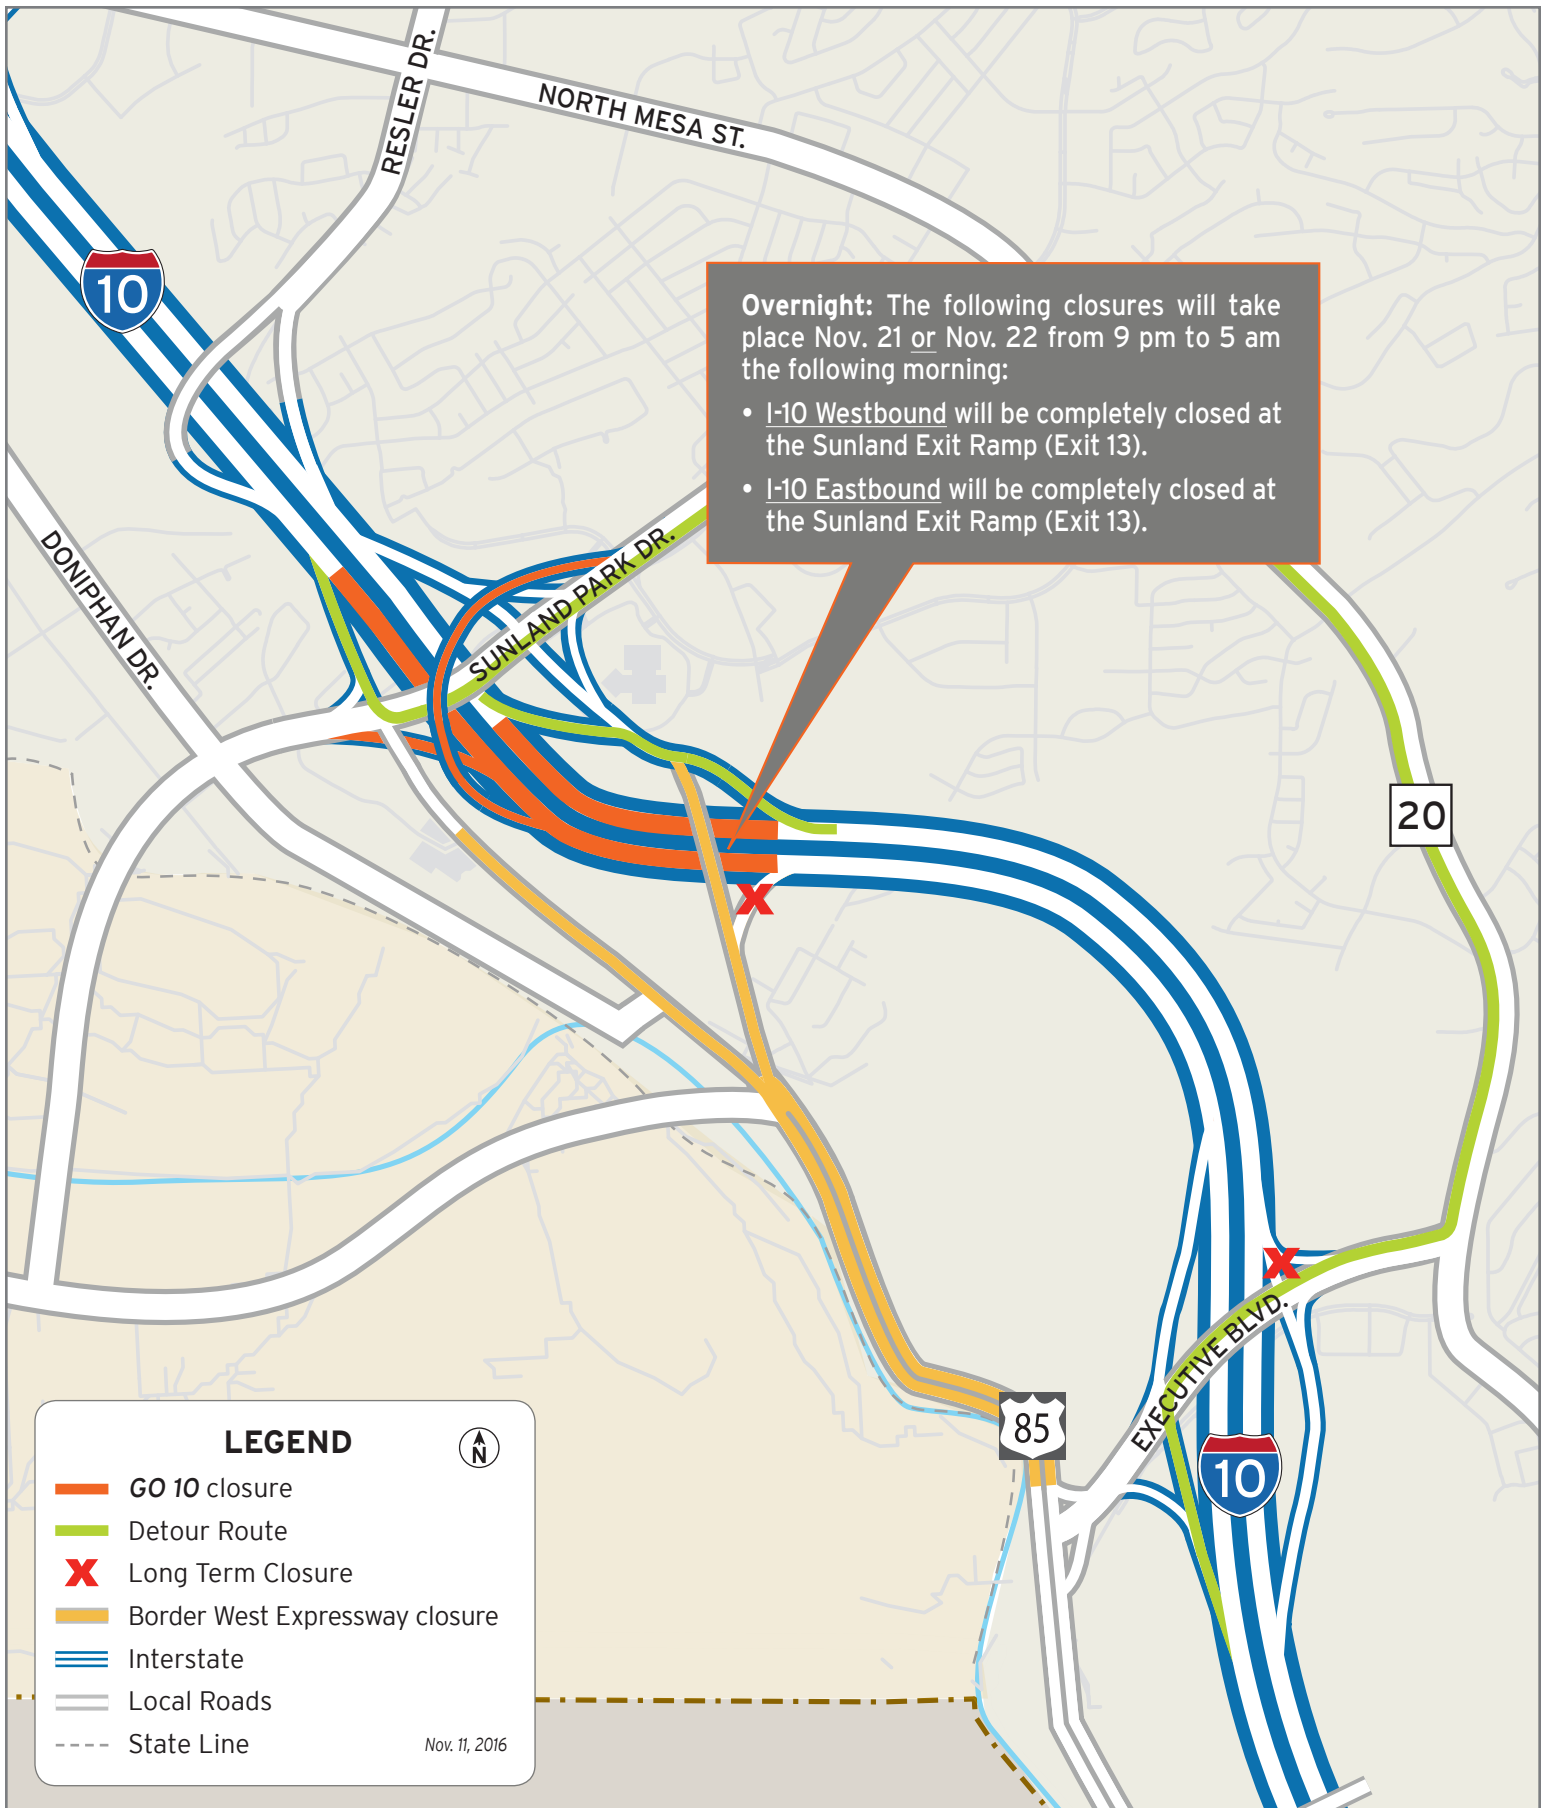 RESLER DR.
NORTH MESA ST.
10
Overnight: The following closures will take
place Nov. 21 or Nov. 22 from 9 pm to 5 am
the following morning:
• I-10 Westbound will be completely closed at
the Sunland Exit Ramp (Exit 13).
• I-10 Eastbound will be completely closed at
the Sunland Exit Ramp (Exit 13).
DONIPHAN DR.
SUNLAND PARK DR.
20
EXECUTIVE BLVD.
85
10
LEGEND
N
GO 10 closure
Detour Route
X Long Term Closure
Border West Expressway closure
Interstate
Local Roads
State Line
Nov. 11, 2016